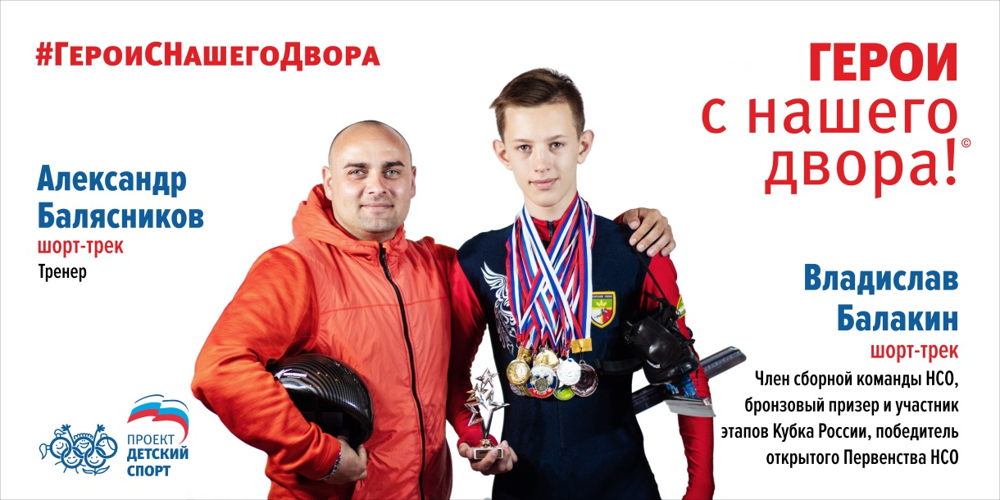 #ГероиСНашегоДвора
ГЕРОИ
с нашего
двора!©
Александр
Балясников
шорт-трек
Тренер
Владислав
Балакин
шорт-трек
Член сборной команды НСО,
бронзовый призер и участник
этапов Кубка России, победитель
открытого Первенства НСО
ПРОЕКТ
ДЕТСКИЙ
СПОРТ